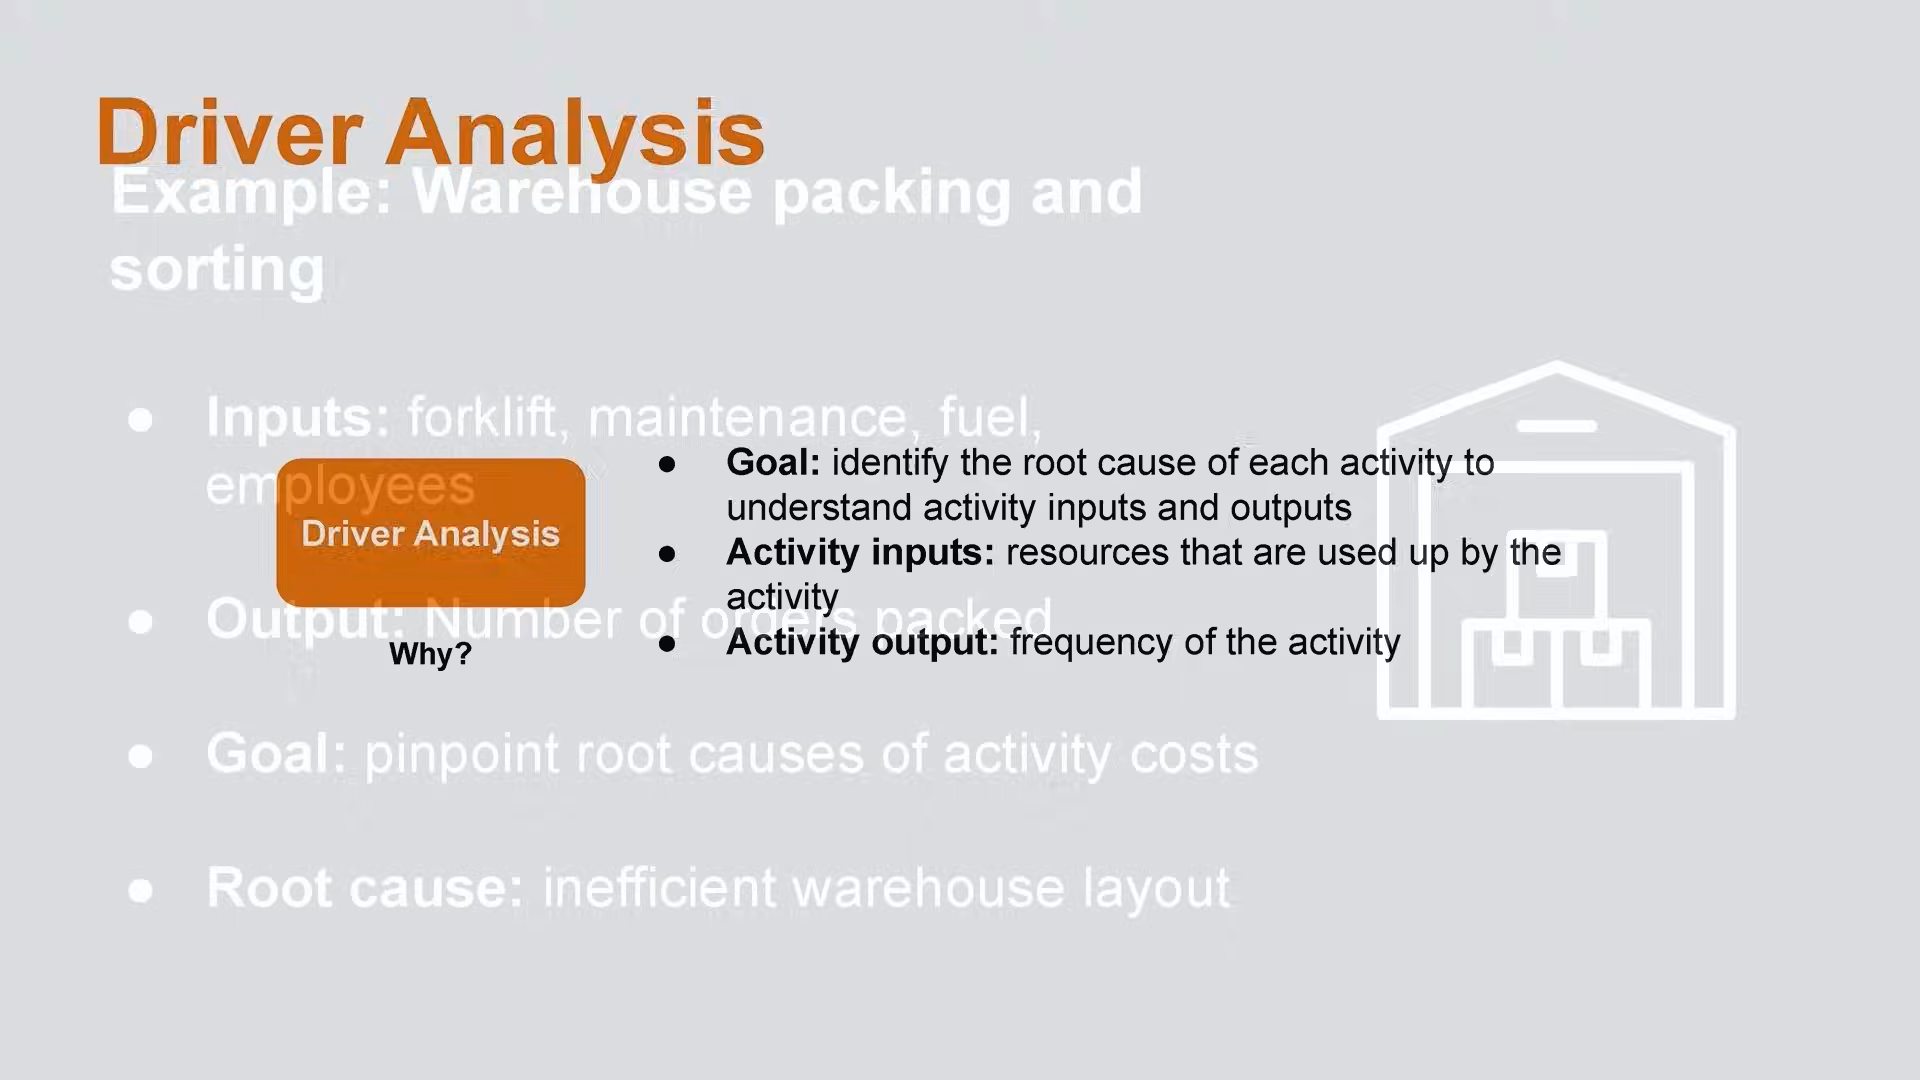 Driver Analysis
Example: Warehouse packing and
sorting
● Inputs: forklift, maintenance, fuel,
employees
● Output: Number of orders packed
● Goal: pinpoint root causes of activity costs
● Root cause: inefficient warehouse layout
Driver Analysis
Why?
● Goal: identify the root cause of each activity to
understand activity inputs and outputs
● Activity inputs: resources that are used up by the
activity
● Activity output: frequency of the activity